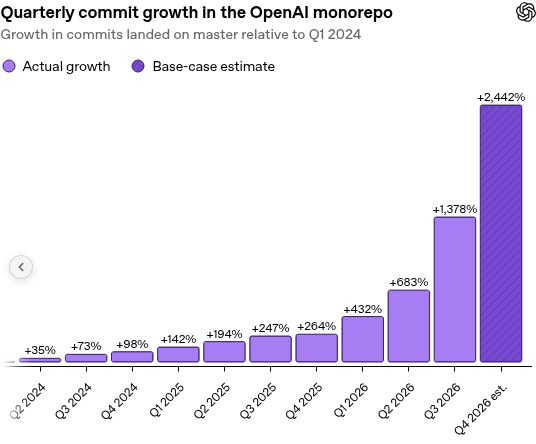 Quarterly commit growth in the OpenAI monorepo
Growth in commits landed on master relative to Q1 2024
Actual growth
Base-case estimate
+35%
+73%
+98%
+142%
+194%
+247%
+264%
+432%
+683%
+1,378%
+2,442%
Q2 2024
Q3 2024
Q4 2024
Q1 2025
Q2 2025
Q3 2025
Q4 2025
Q1 2026
Q2 2026
Q3 2026
Q4 2026 est.